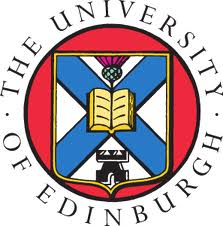 · THE UNIVERSITY ·
OF EDINBURGH